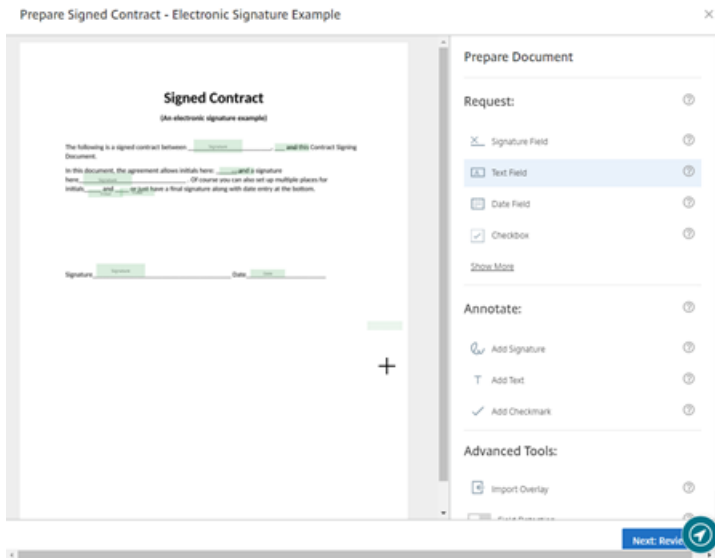 Prepare Signed Contract - Electronic Signature Example
Prepare Document
Signed Contract
(An electronic signature example)
The following is a signed contract between Signature , and this Contract Signing
Document.
In this document, the agreement allows initials here: and a signature
here Signature . Of course you can also set up multiple places for
initials and or just have a final signature along with date entry at the bottom.
Signature Signature Date Date
Request:
Signature Field
Text Field
Date Field
Checkbox
Show More
Annotate:
Add Signature
Add Text
Add Checkmark
Advanced Tools:
Import Overlay
Next: Revie